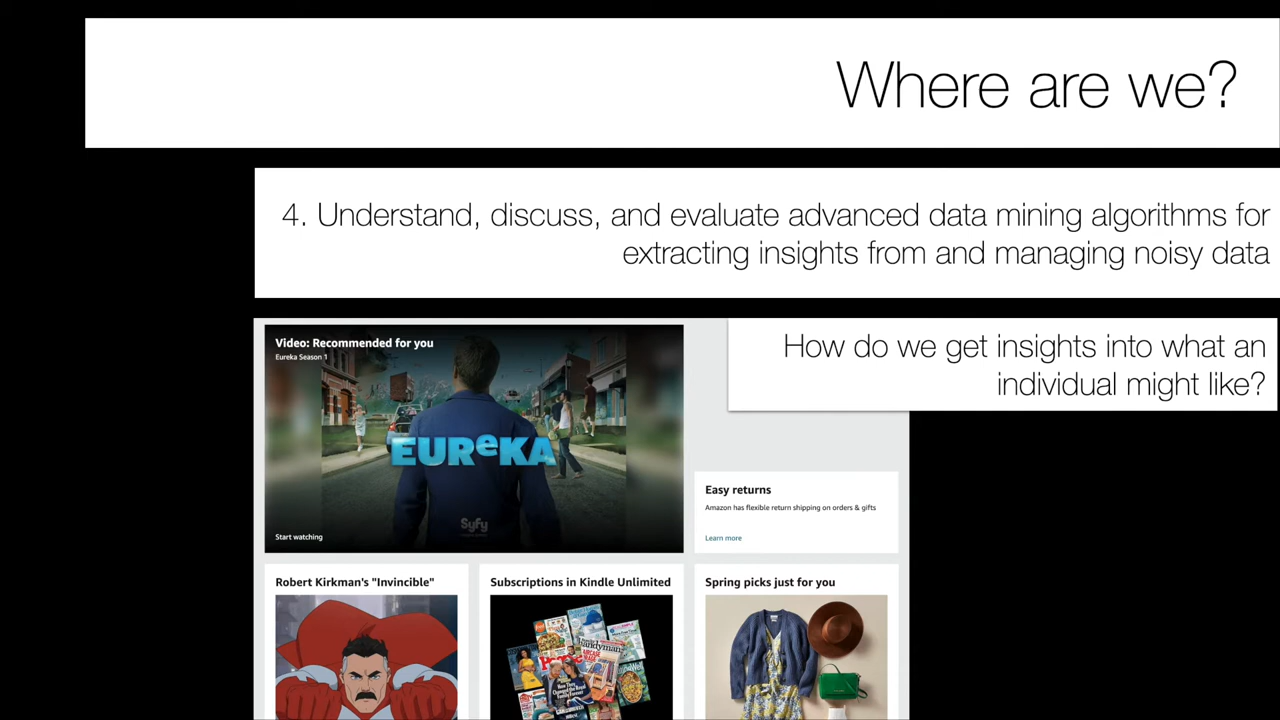 Where are we?
4. Understand, discuss, and evaluate advanced data mining algorithms for
extracting insights from and managing noisy data
How do we get insights into what an
individual might like?
Video: Recommended for you
Eureka Season 1
EUReKA
Syfy
Start watching
Easy returns
Amazon has flexible return shipping on orders & gifts
Learn more
Robert Kirkman's "Invincible"
Subscriptions in Kindle Unlimited
Spring picks just for you
People
handyman